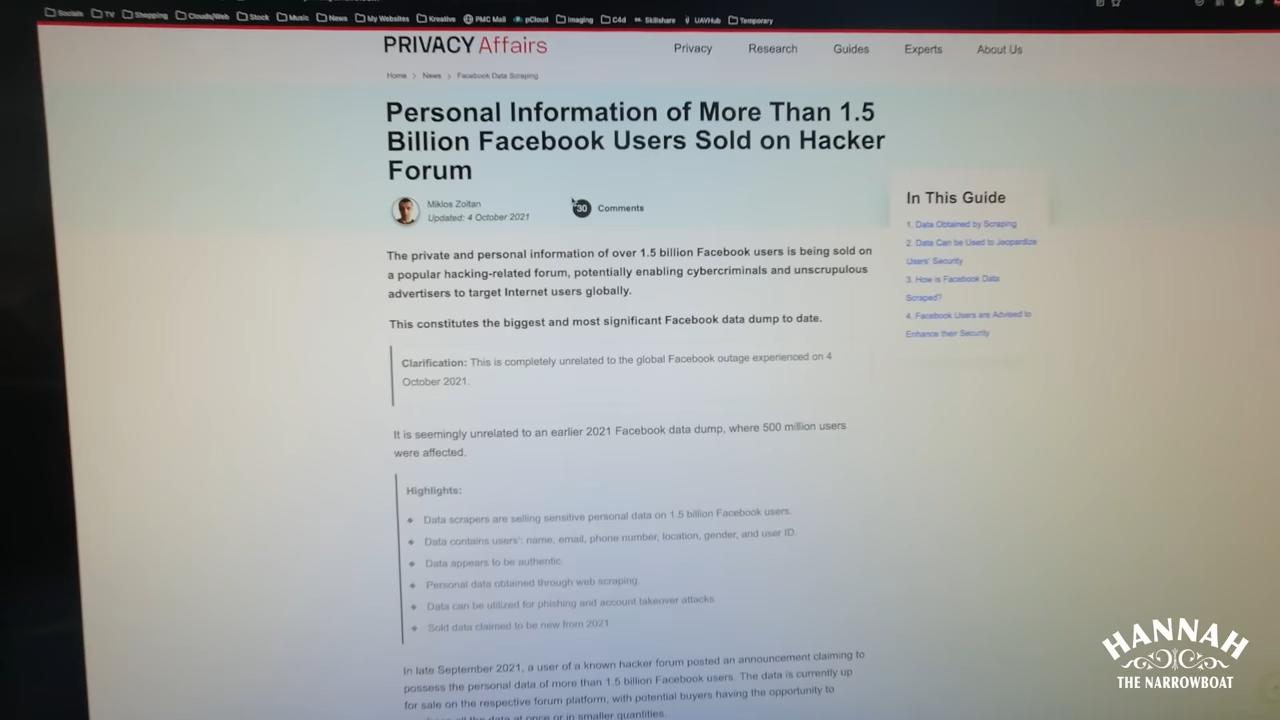 Socials TV Shopping Clouds/Web Stock Music News My Websites Kreative PMC Mail pCloud Imaging C4d Skillshare UAVHub Temporary
PRIVACY Affairs
Privacy Research Guides Experts About Us
Home > News > Facebook Data Scraping
Personal Information of More Than 1.5
Billion Facebook Users Sold on Hacker
Forum
Miklos Zoltan
Updated: 4 October 2021
30 Comments
The private and personal information of over 1.5 billion Facebook users is being sold on
a popular hacking-related forum, potentially enabling cybercriminals and unscrupulous
advertisers to target Internet users globally.
This constitutes the biggest and most significant Facebook data dump to date.
Clarification: This is completely unrelated to the global Facebook outage experienced on 4
October 2021.
It is seemingly unrelated to an earlier 2021 Facebook data dump, where 500 million users
were affected.
Highlights:
Data scrapers are selling sensitive personal data on 1.5 billion Facebook users.
Data contains users': name, email, phone number, location, gender, and user ID.
Data appears to be authentic.
Personal data obtained through web scraping.
Data can be utilized for phishing and account takeover attacks
Sold data claimed to be new from 2021
In late September 2021, a user of a known hacker forum posted an announcement claiming to
possess the personal data of more than 1.5 billion Facebook users. The data is currently up
for sale on the respective forum platform, with potential buyers having the opportunity to
all the data at once or in smaller quantities.
In This Guide
1. Data Obtained by Scraping
2. Data Can be Used to Jeopardize
Users' Security
3. How is Facebook Data
Scraped?
4. Facebook Users are Advised to
Enhance their Security
HANNAH
THE NARROWBOAT